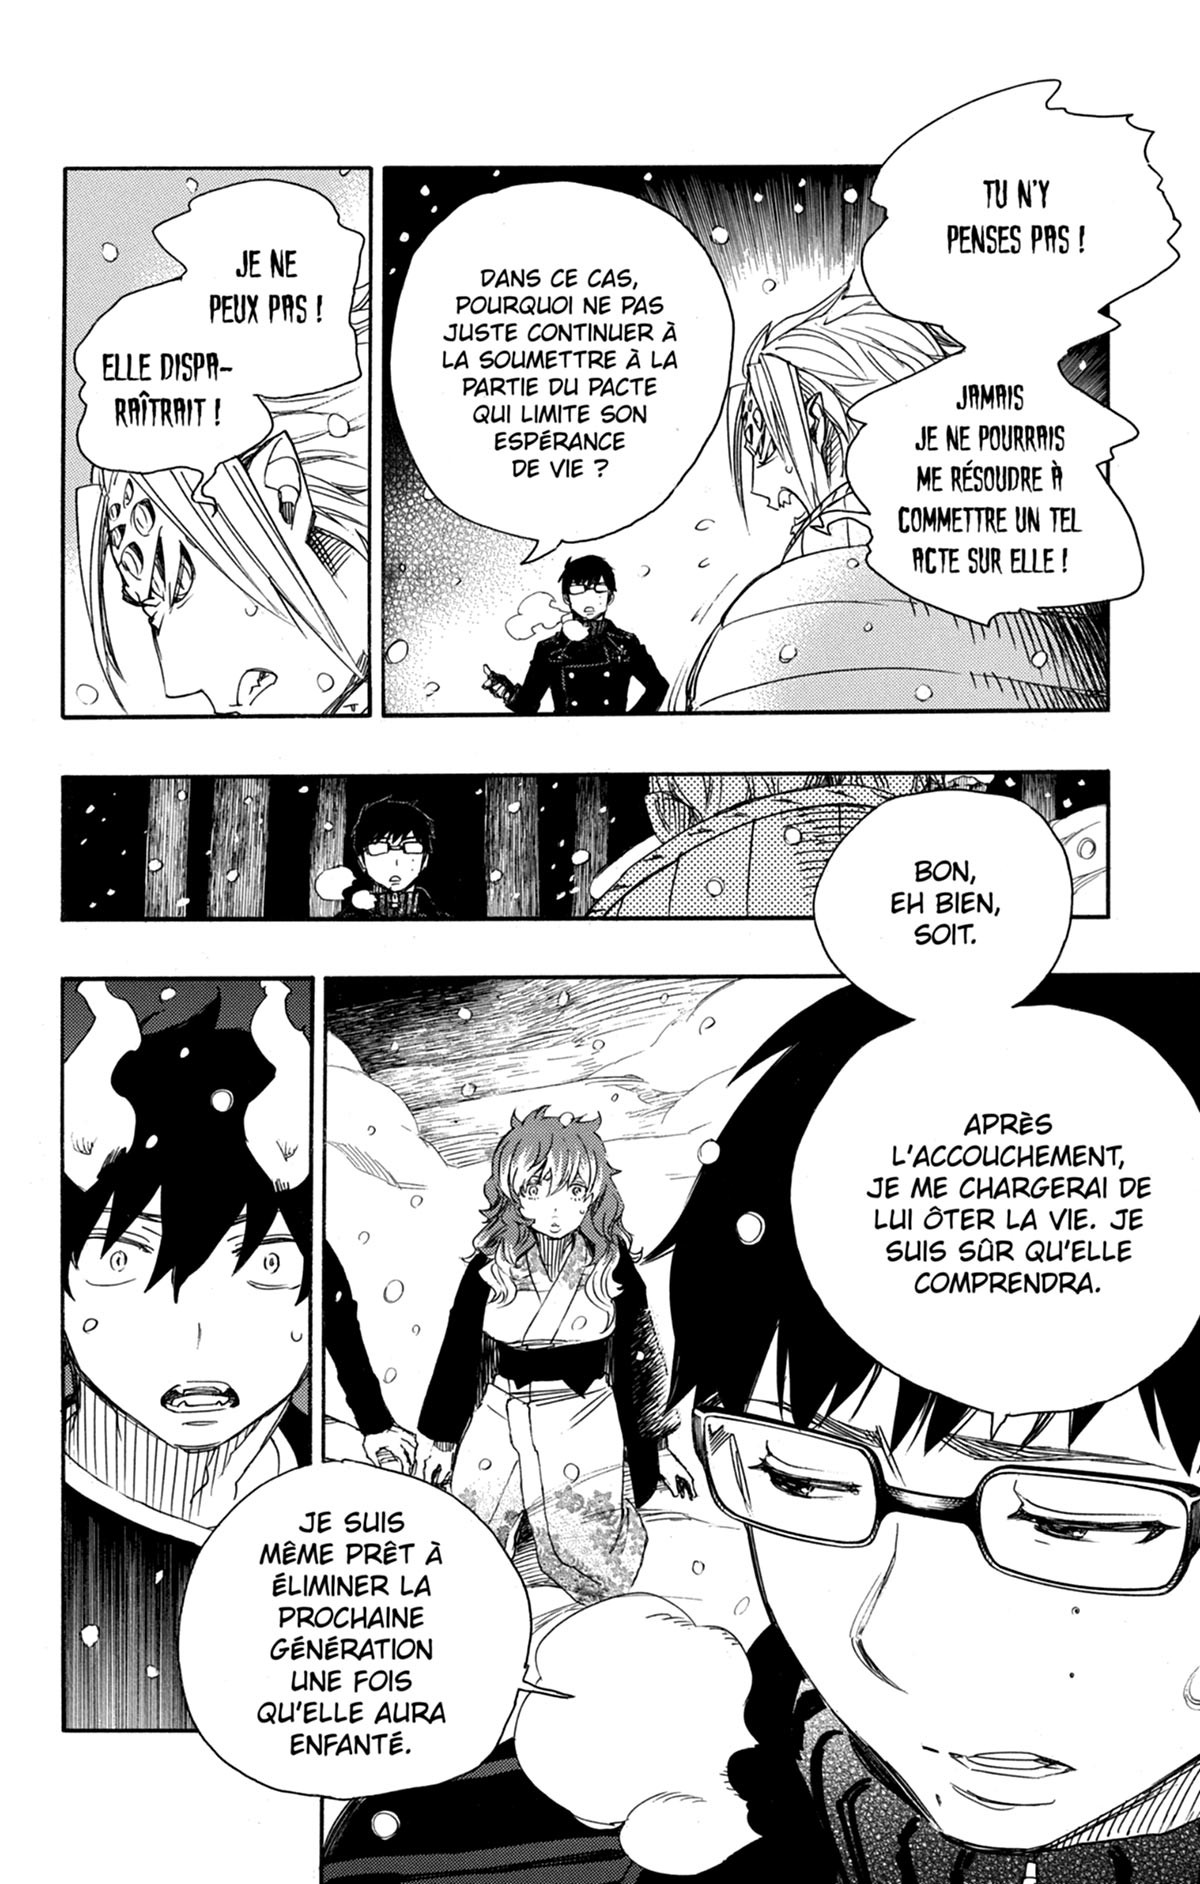 TU N'Y
PENSES PAS !
JAMAIS
JE NE POURRAIS
ME RÉSOUDRE À
COMMETTRE UN TEL
ACTE SUR ELLE !
DANS CE CAS,
POURQUOI NE PAS
JUSTE CONTINUER À
LA SOUMETTRE À LA
PARTIE DU PACTE
QUI LIMITE SON
ESPÉRANCE
DE VIE ?
JE NE
PEUX PAS !
ELLE DISPA-
RAÎTRAIT !
BON,
EH BIEN,
SOIT.
APRÈS
L'ACCOUCHEMENT,
JE ME CHARGERAI DE
LUI ÔTER LA VIE. JE
SUIS SÛR QU'ELLE
COMPRENDRA.
JE SUIS
MÊME PRÊT À
ÉLIMINER LA
PROCHAINE
GÉNÉRATION
UNE FOIS
QU'ELLE AURA
ENFANTÉ.